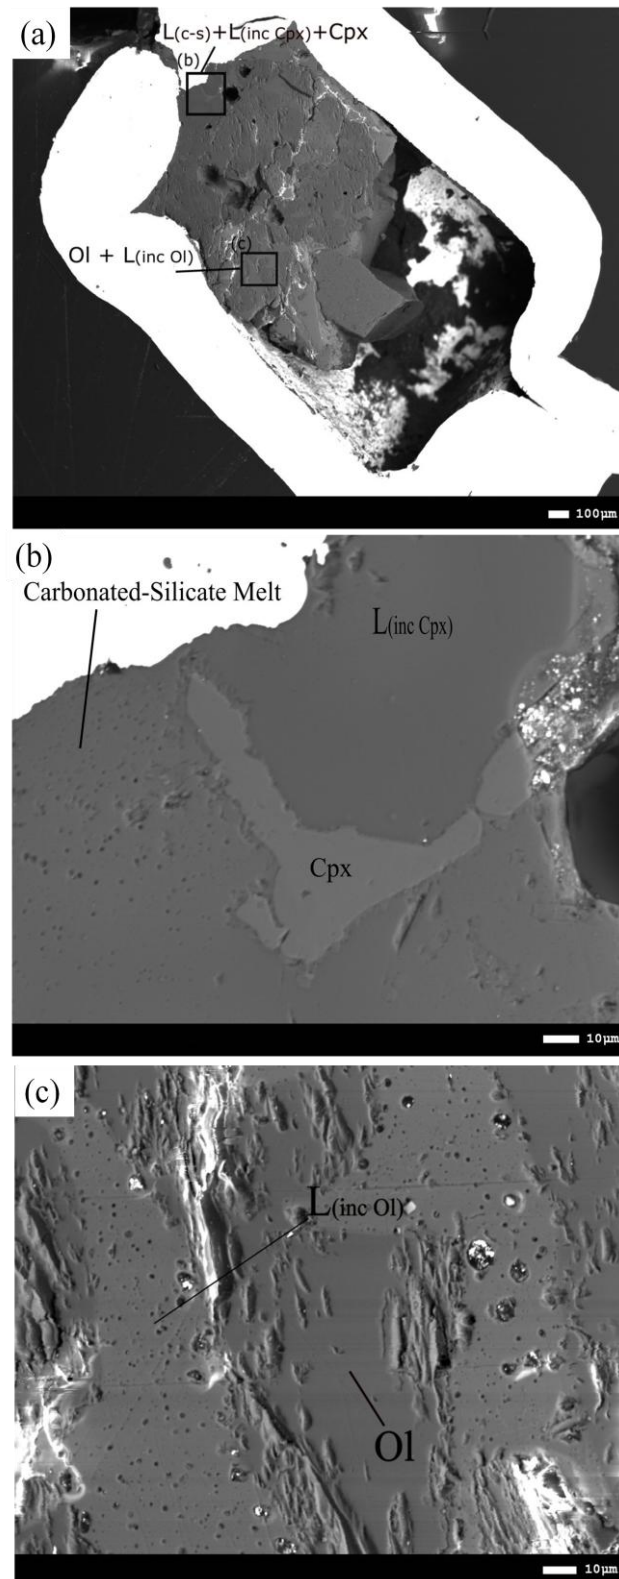 (a)
L(c-s)+L(inc Cpx)+Cpx
(b)
(c)
Ol + L(inc Ol)
100µm
(b)
Carbonated-Silicate Melt
L(inc Cpx)
Cpx
10µm
(c)
L(inc Ol)
Ol
10µm